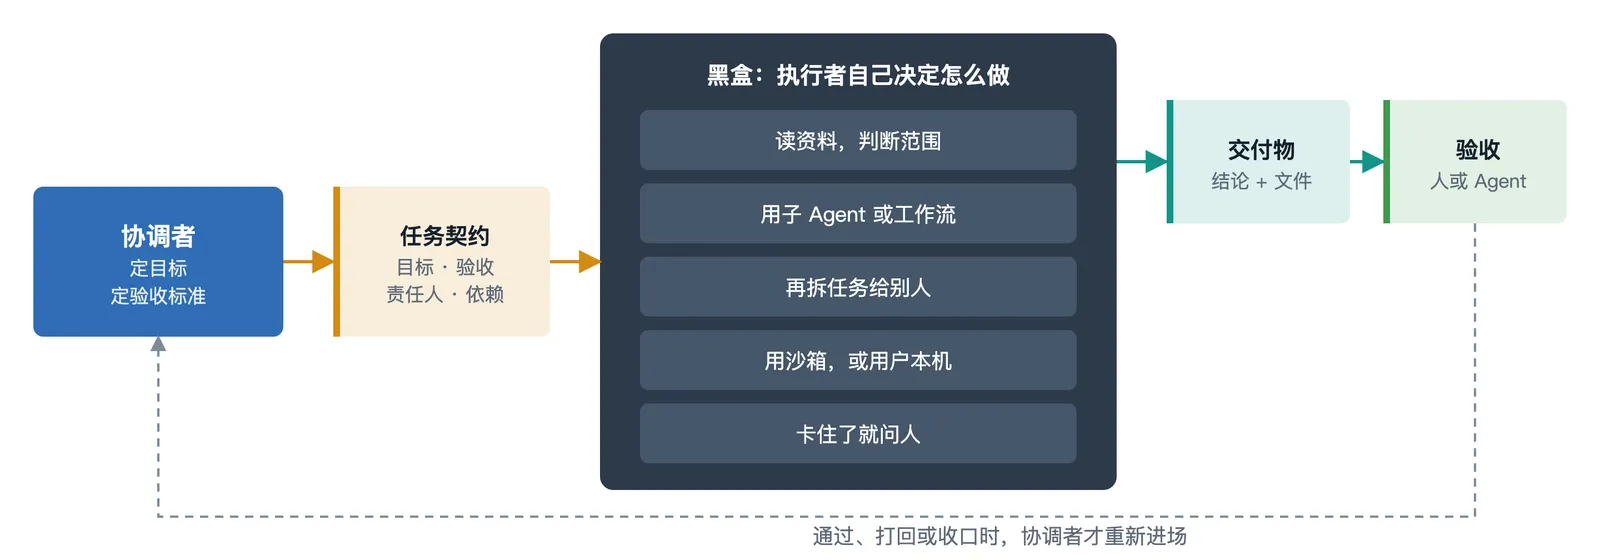 协调者
定目标
定验收标准
任务契约
目标 · 验收
责任人 · 依赖
黑盒：执行者自己决定怎么做
读资料，判断范围
用子 Agent 或工作流
再拆任务给别人
用沙箱，或用户本机
卡住了就问人
交付物
结论 + 文件
验收
人或 Agent
通过、打回或收口时，协调者才重新进场